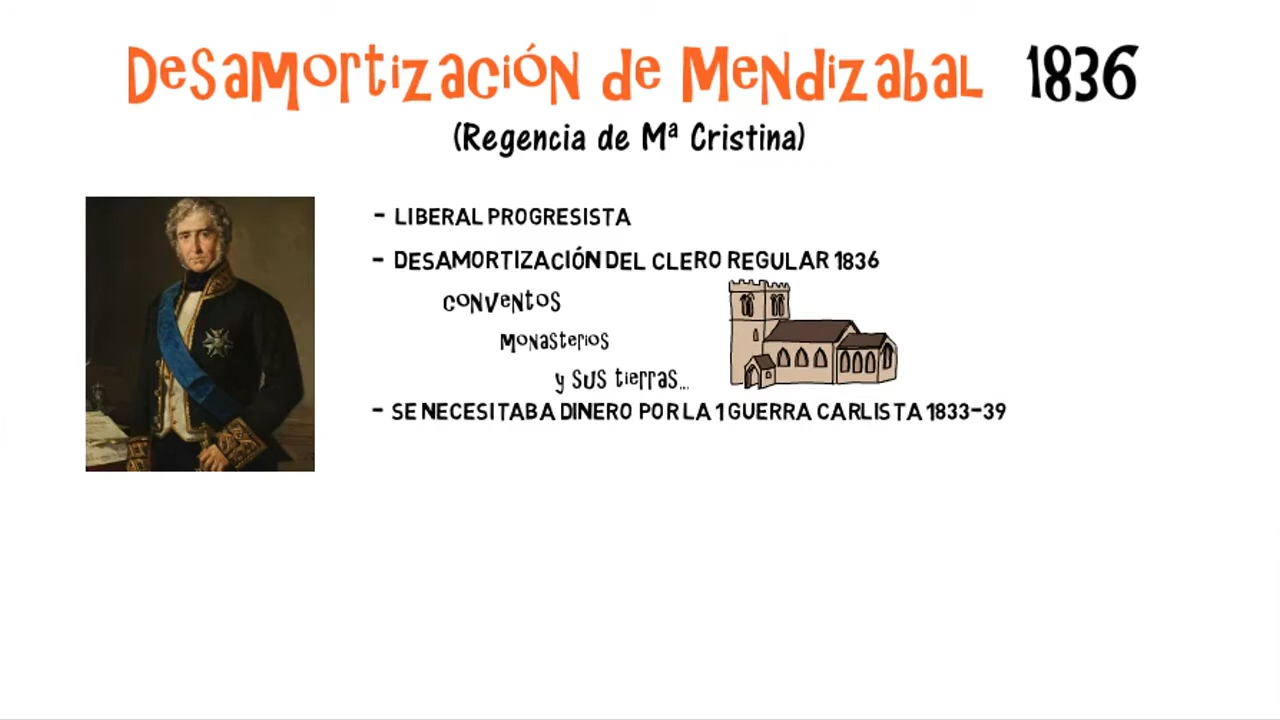 Desamortización de Mendizabal 1836
(Regencia de Mª Cristina)
- LIBERAL PROGRESISTA
- DESAMORTIZACIÓN DEL CLERO REGULAR 1836
CONVENTOS
MONASTERIOS
y sus tierras...
- SE NECESITABA DINERO POR LA 1 GUERRA CARLISTA 1833-39